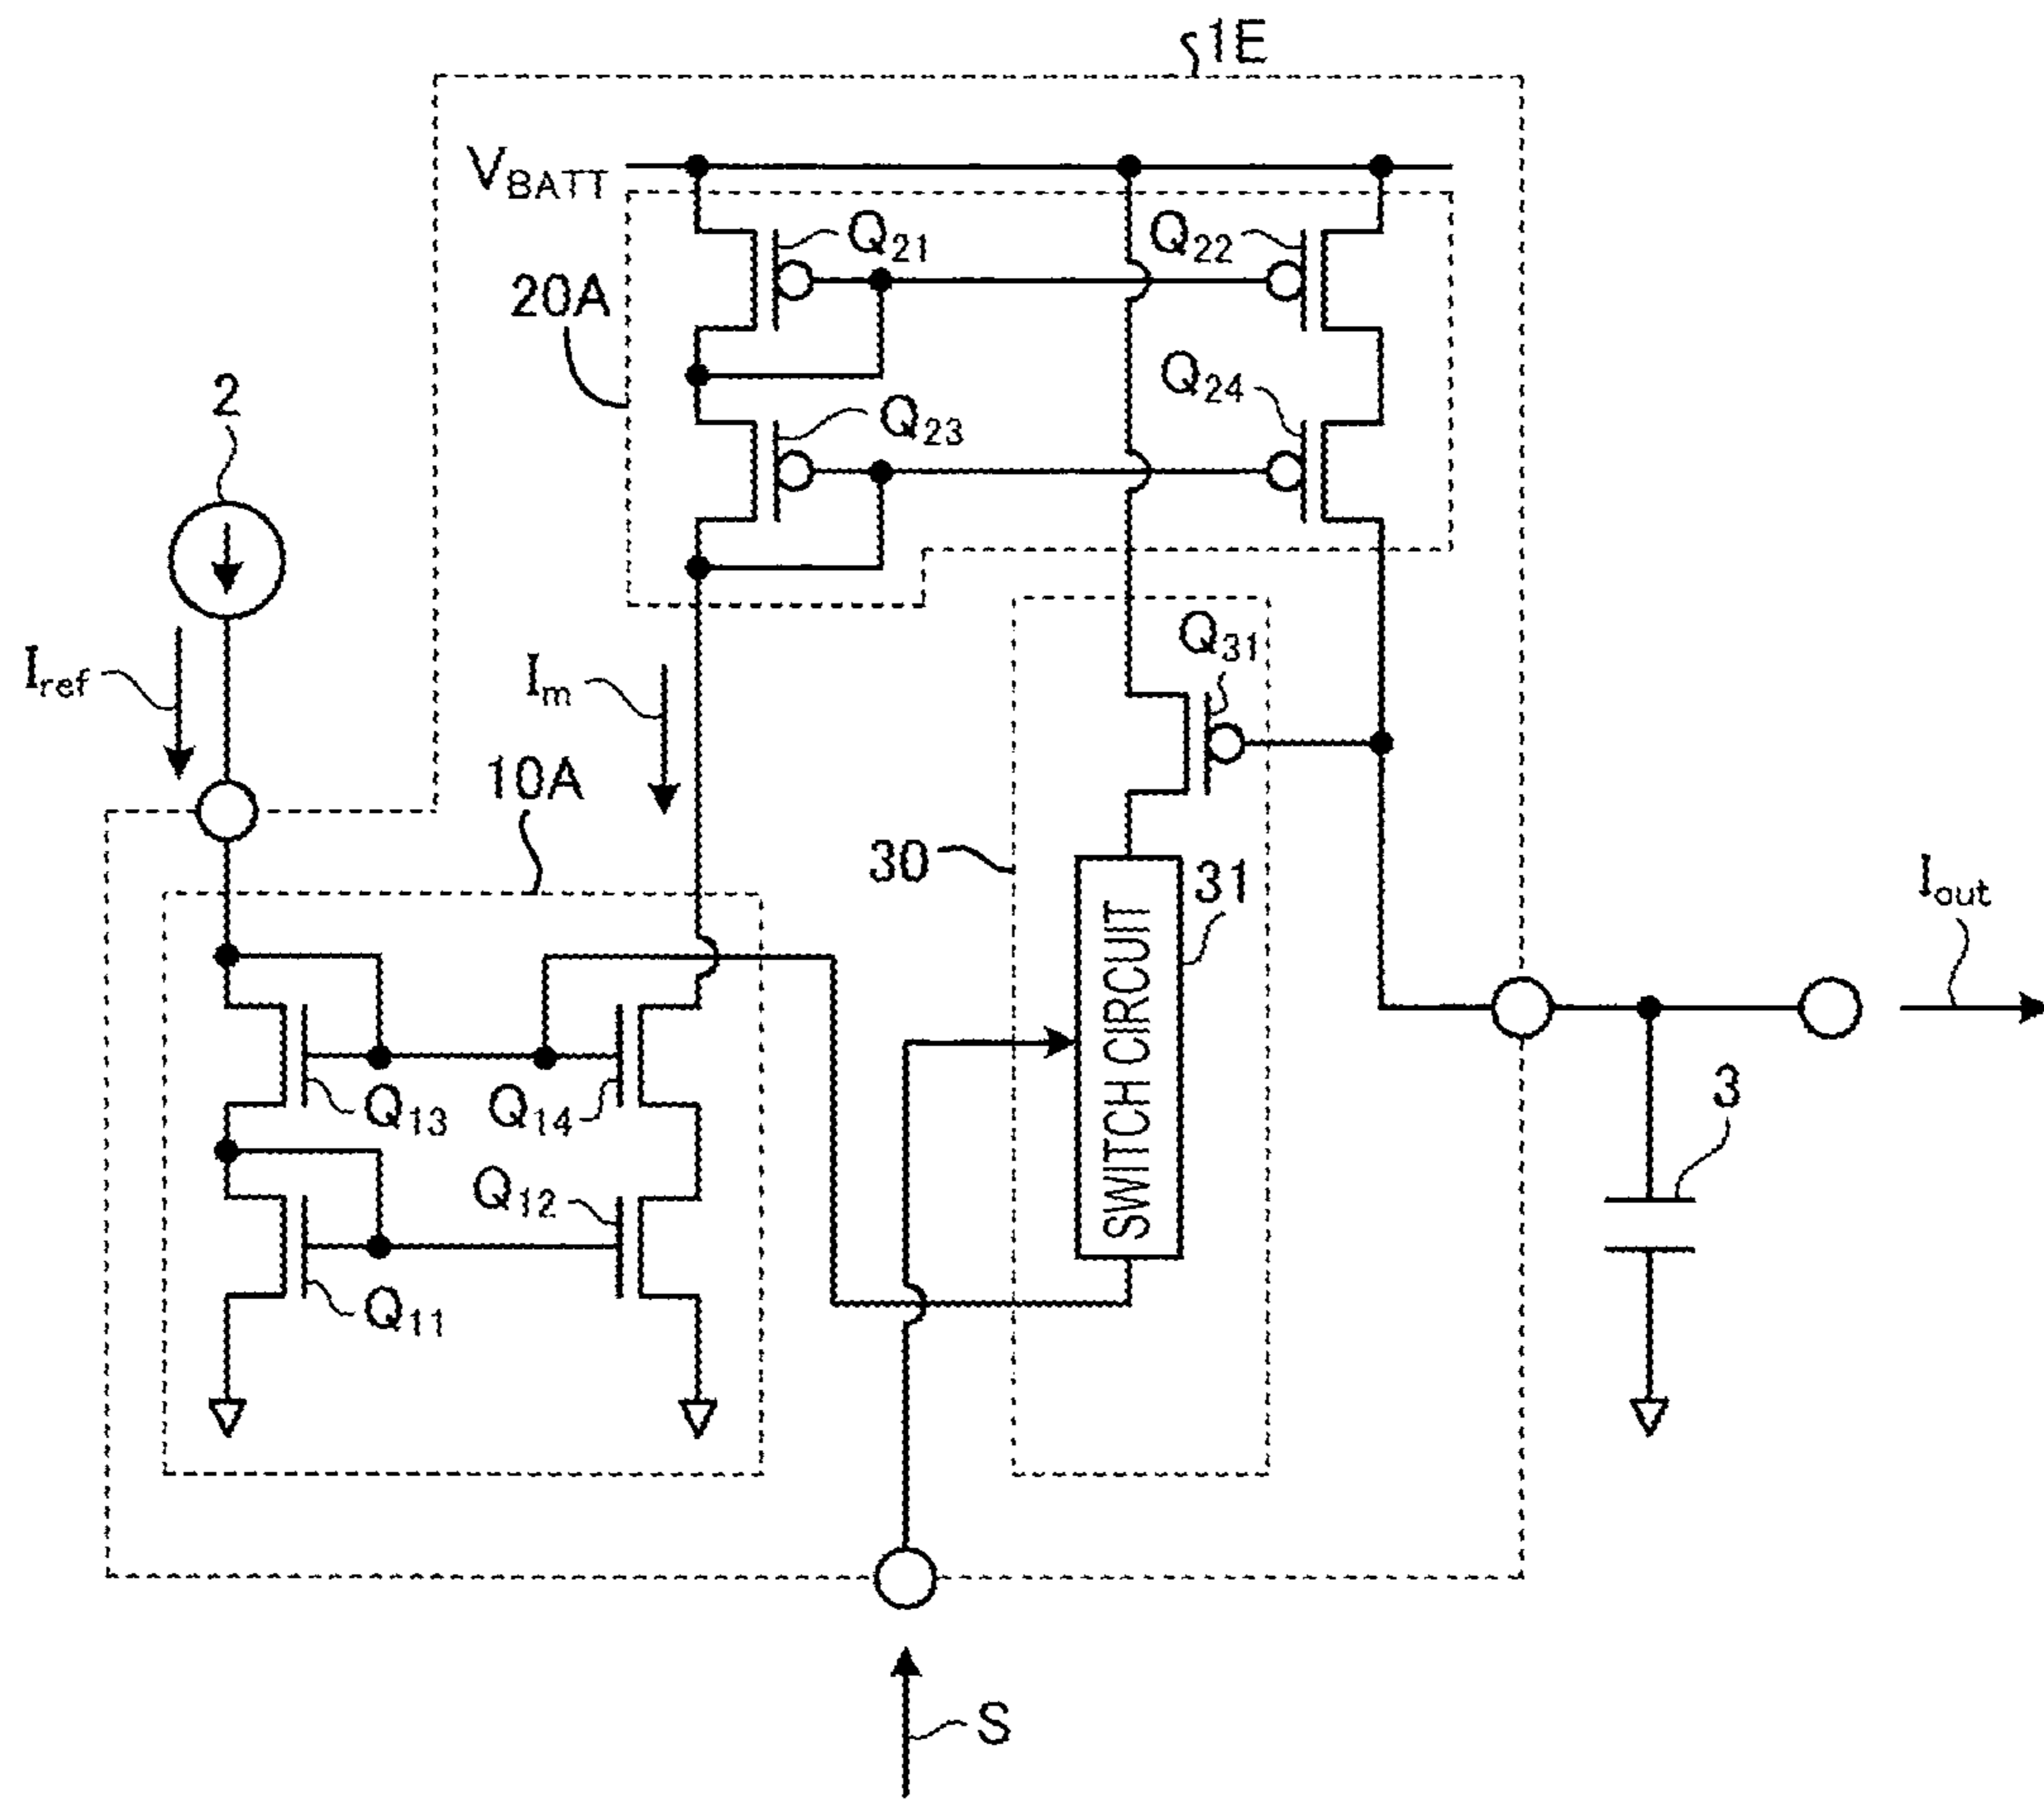 1E
V_BATT
Q21
Q22
20A
Q24
Q23
2
Q31
Iref
Im
10A
30
31
Iout
SWITCH CIRCUIT
Q13
Q14
3
Q12
Q11
S